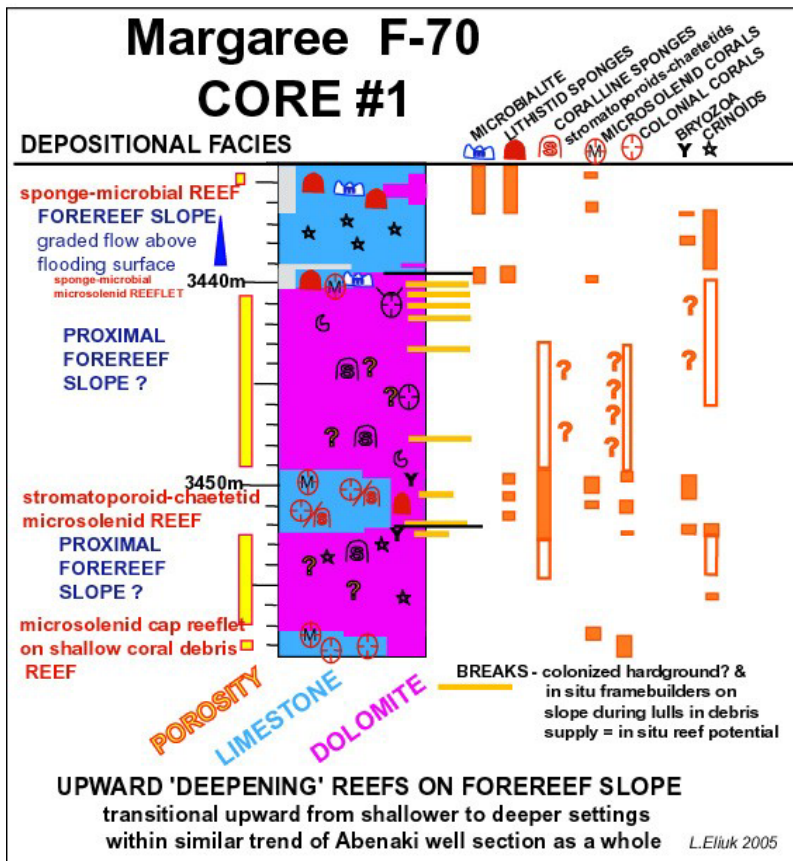 Margaree F-70
CORE #1
DEPOSITIONAL FACIES
MICROBIALITE
LITHISTID SPONGES
CORALLINE SPONGES
stromatoporoids-chaetetids
MICROSOLENID CORALS
COLONIAL CORALS
BRYOZOA
CRINOIDS
m
S
M
Y
sponge-microbial REEF
FOREREEF SLOPE
graded flow above
flooding surface
m
3440m
sponge-microbial
microsolenid REEFLET
M
m
PROXIMAL
FOREREEF
SLOPE ?
?
S
?
?
?
?
?
?
?
S
?
?
?
3450m
M
Y
stromatoporoid-chaetetid
microsolenid REEF
S
S
Y
PROXIMAL
FOREREEF
SLOPE ?
S
?
?
microsolenid cap reeflet
on shallow coral debris
REEF
M
POROSITY
LIMESTONE
DOLOMITE
BREAKS - colonized hardground? &
in situ framebuilders on
slope during lulls in debris
supply = in situ reef potential
UPWARD 'DEEPENING' REEFS ON FOREREEF SLOPE
transitional upward from shallower to deeper settings
within similar trend of Abenaki well section as a whole
L.Eliuk 2005